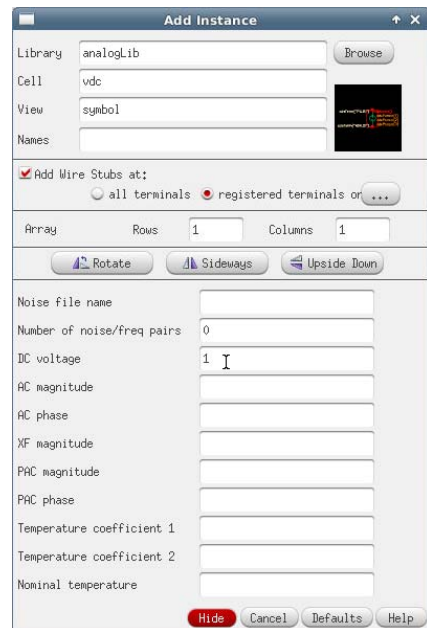 Add Instance
Library analogLib Browse
Cell vdc
View symbol
Names
Add Wire Stubs at:
all terminals registered terminals or ...
Array Rows 1 Columns 1
Rotate Sideways Upside Down
Noise file name
Number of noise/freq pairs 0
DC voltage 1
AC magnitude
AC phase
XF magnitude
PAC magnitude
PAC phase
Temperature coefficient 1
Temperature coefficient 2
Nominal temperature
Hide Cancel Defaults Help